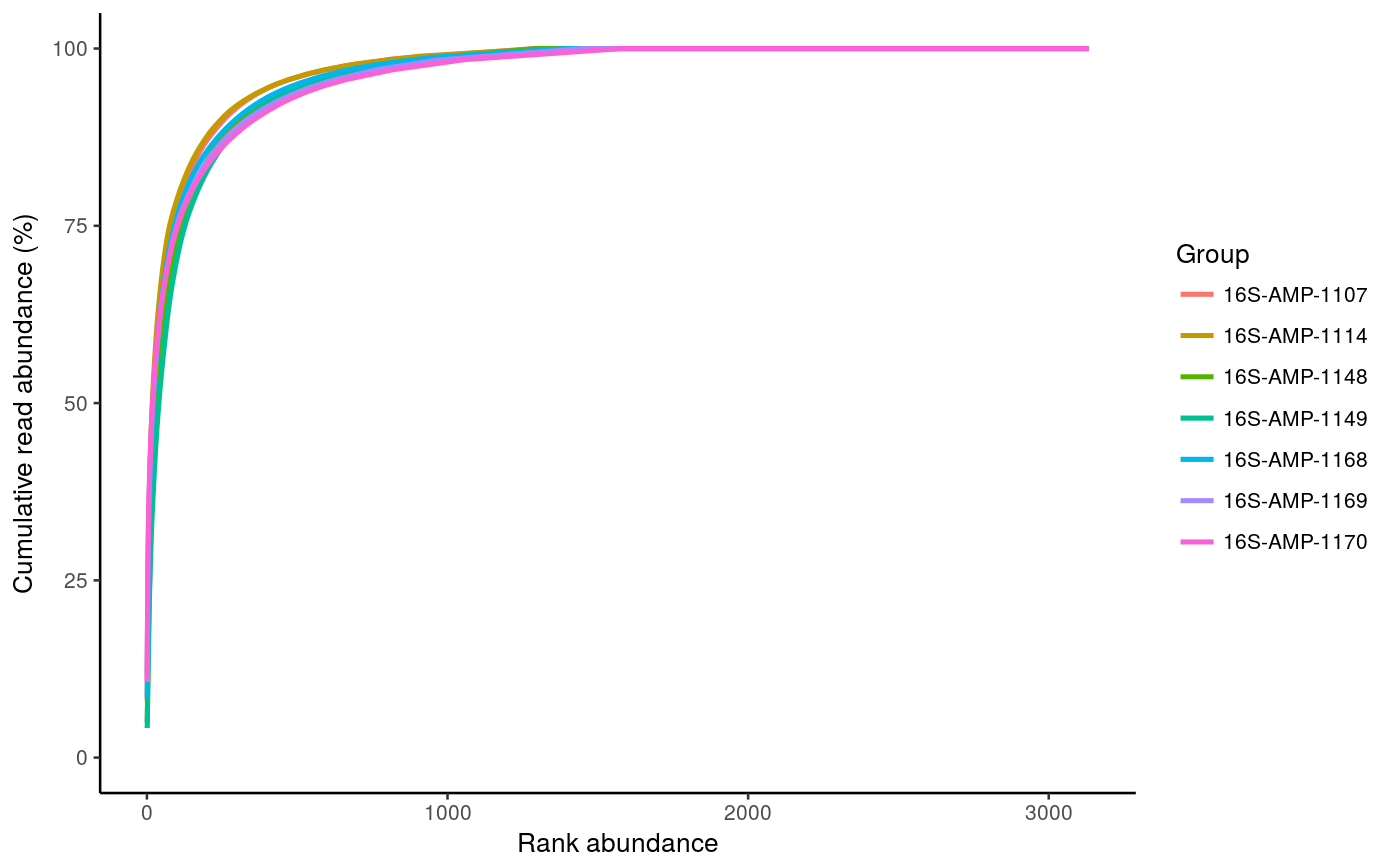 100
75
50
25
0
Cumulative read abundance (%)
0 1000 2000 3000
Rank abundance
Group
16S-AMP-1107
16S-AMP-1114
16S-AMP-1148
16S-AMP-1149
16S-AMP-1168
16S-AMP-1169
16S-AMP-1170